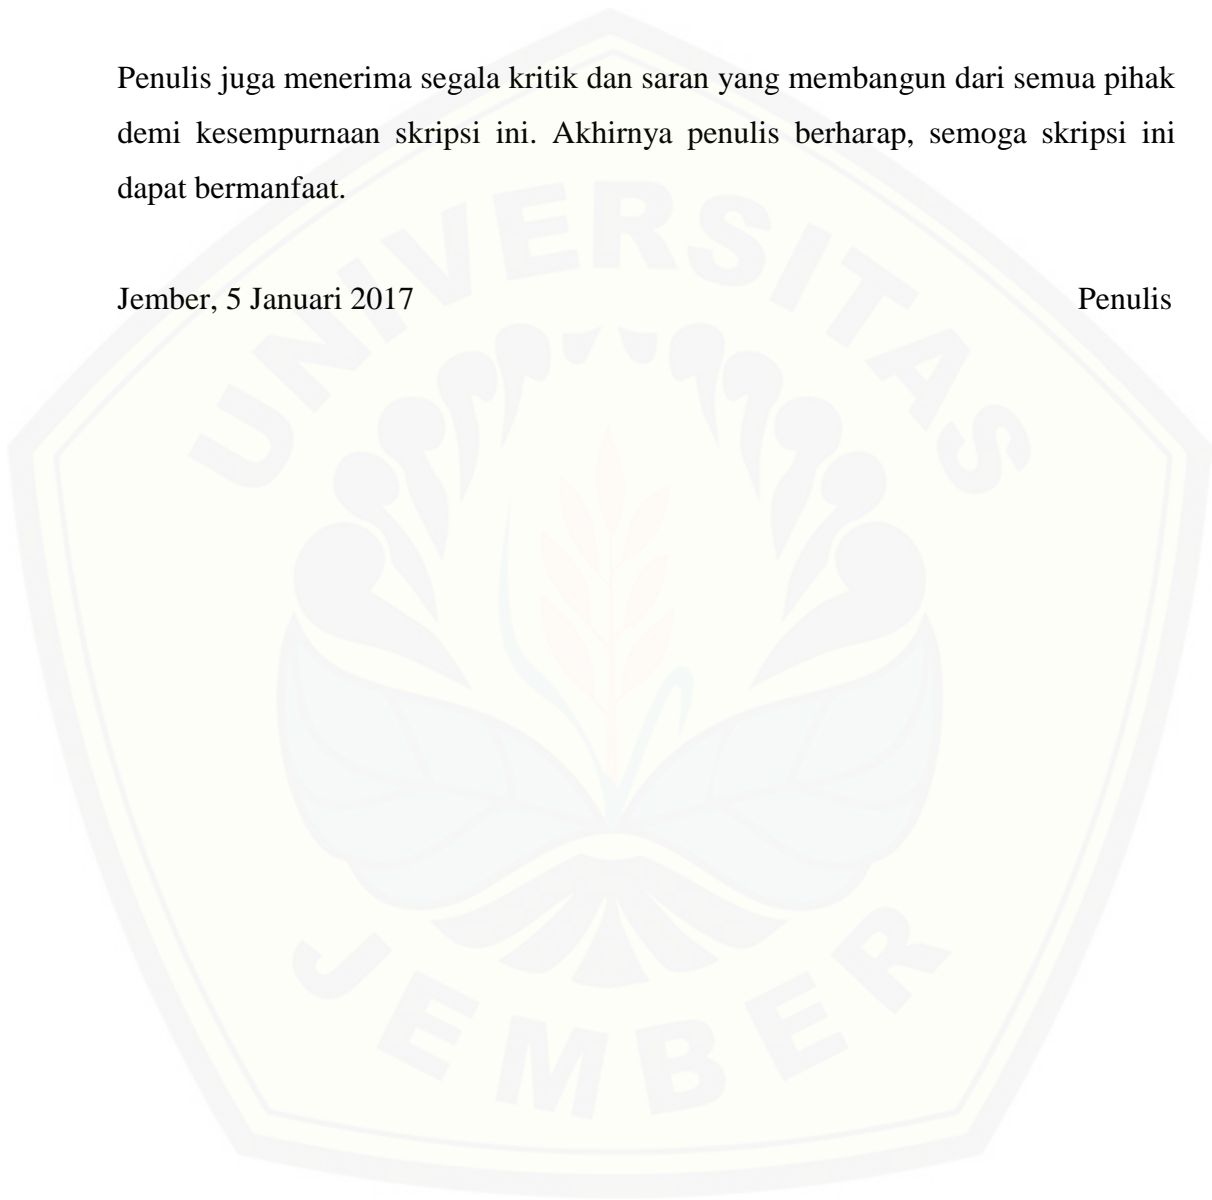 Penulis juga menerima segala kritik dan saran yang membangun dari semua pihak
demi kesempurnaan skripsi ini. Akhirnya penulis berharap, semoga skripsi ini
dapat bermanfaat.
Jember, 5 Januari 2017 Penulis
UNIVERSITAS
JEMBER